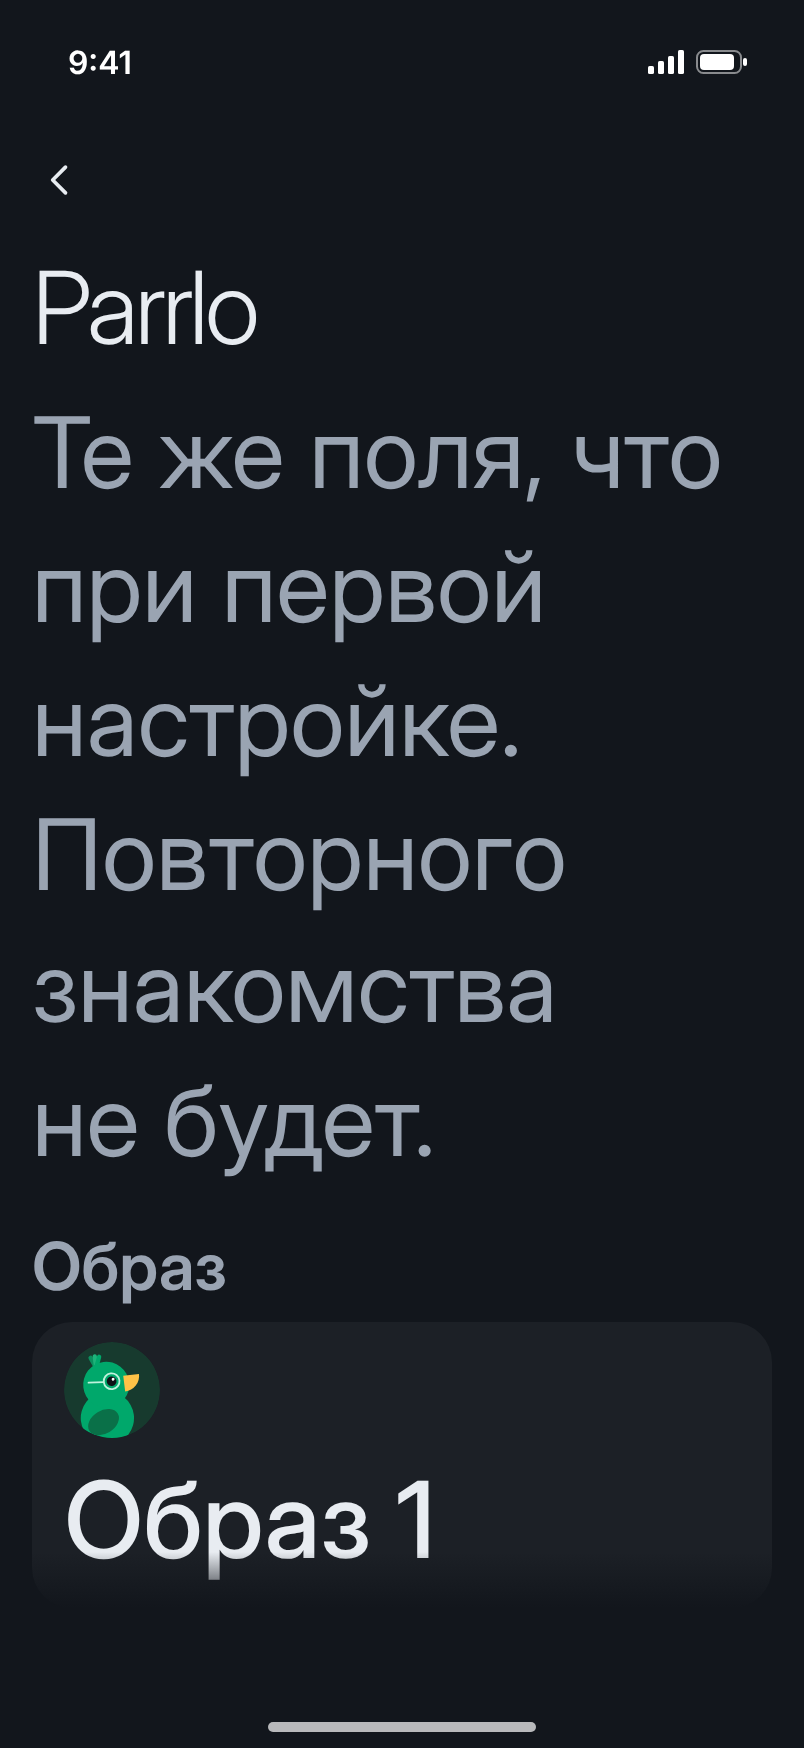 9:41
Parrlo
Те же поля, что
при первой
настройке.
Повторного
знакомства
не будет.
Образ
Образ 1